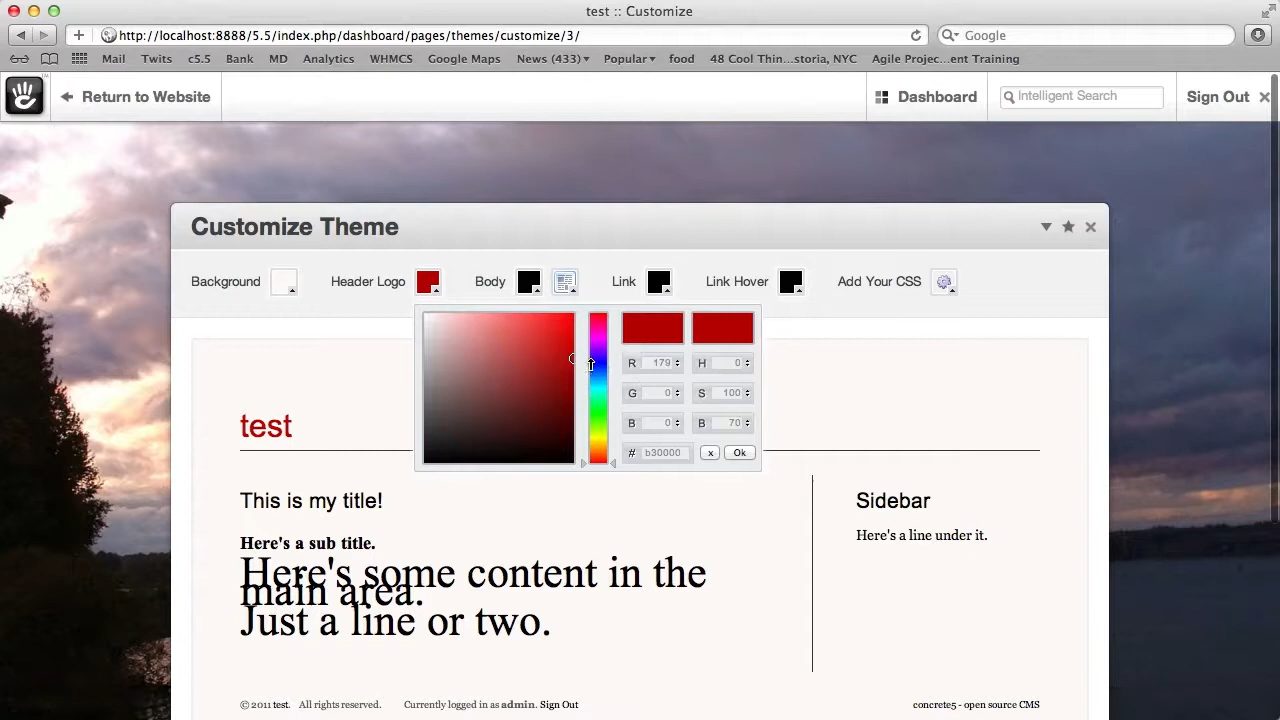 test :: Customize
http://localhost:8888/5.5/index.php/dashboard/pages/themes/customize/3/
Google
Mail Twits c5.5 Bank MD Analytics WHMCS Google Maps News (433) Popular food 48 Cool Thin...storia, NYC Agile Projec...ent Training
Return to Website Dashboard Intelligent Search Sign Out
Customize Theme
Background Header Logo Body Link Link Hover Add Your CSS
R 179 H 0
G 0 S 100
B 0 B 70
# b30000 x Ok
test
This is my title!
Sidebar
Here's a sub title.
Here's a line under it.
Here's some content in the
main area.
Just a line or two.
© 2011 test. All rights reserved. Currently logged in as admin. Sign Out concrete5 - open source CMS